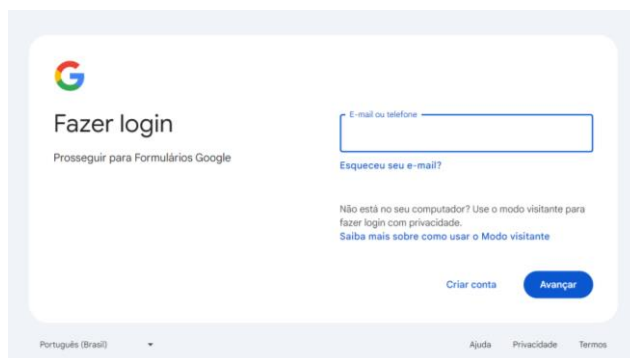 Fazer login
Prosseguir para Formulários Google
E-mail ou telefone
Esqueceu seu e-mail?
Não está no seu computador? Use o modo visitante para
fazer login com privacidade.
Saiba mais sobre como usar o Modo visitante
Criar conta
Avançar
Português (Brasil)
Ajuda
Privacidade
Termos